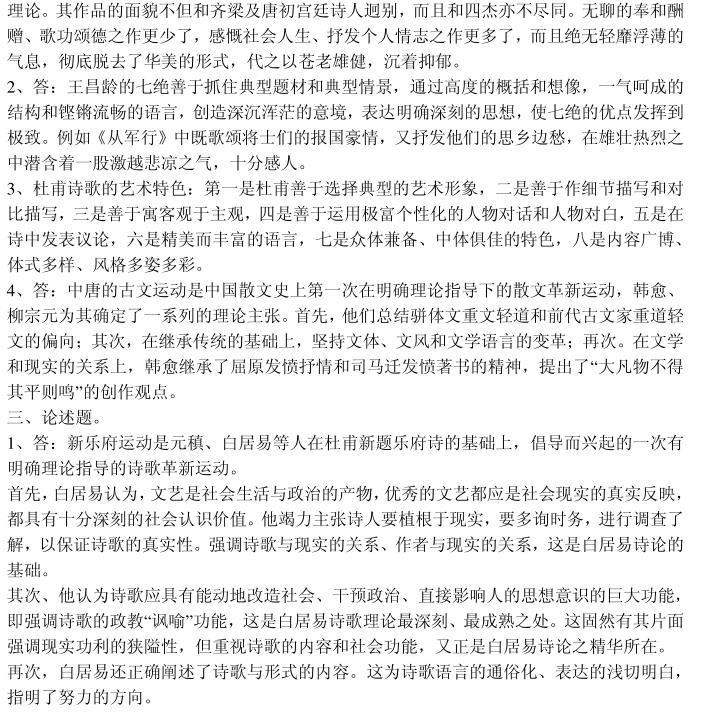 理论。其作品的面貌不但和齐梁及唐初宫廷诗人迥别，而且和四杰亦不尽同。无聊的奉和酬
赠、歌功颂德之作更少了，感慨社会人生、抒发个人情志之作更多了，而且绝无轻靡浮薄的
气息，彻底脱去了华美的形式，代之以苍老雄健，沉着抑郁。
2、答：王昌龄的七绝善于抓住典型题材和典型情景，通过高度的概括和想像，一气呵成的
结构和铿锵流畅的语言，创造深沉浑茫的意境，表达明确深刻的思想，使七绝的优点发挥到
极致。例如《从军行》中既歌颂将士们的报国豪情，又抒发他们的思乡边愁，在雄壮热烈之
中潜含着一股激越悲凉之气，十分感人。
3、杜甫诗歌的艺术特色：第一是杜甫善于选择典型的艺术形象，二是善于作细节描写和对
比描写，三是善于寓客观于主观，四是善于运用极富个性化的人物对话和人物对白，五是在
诗中发表议论，六是精美而丰富的语言，七是众体兼备、中体俱佳的特色，八是内容广博、
体式多样、风格多姿多彩。
4、答：中唐的古文运动是中国散文史上第一次在明确理论指导下的散文革新运动，韩愈、
柳宗元为其确定了一系列的理论主张。首先，他们总结骈体文重文轻道和前代古文家重道轻
文的偏向；其次，在继承传统的基础上，坚持文体、文风和文学语言的变革；再次。在文学
和现实的关系上，韩愈继承了屈原发愤抒情和司马迁发愤著书的精神，提出了“大凡物不得
其平则鸣”的创作观点。
三、论述题。
1、答：新乐府运动是元稹、白居易等人在杜甫新题乐府诗的基础上，倡导而兴起的一次有
明确理论指导的诗歌革新运动。
首先，白居易认为，文艺是社会生活与政治的产物，优秀的文艺都应是社会现实的真实反映，
都具有十分深刻的社会认识价值。他竭力主张诗人要植根于现实，要多询时务，进行调查了
解，以保证诗歌的真实性。强调诗歌与现实的关系、作者与现实的关系，这是白居易诗论的
基础。
其次、他认为诗歌应具有能动地改造社会、干预政治、直接影响人的思想意识的巨大功能，
即强调诗歌的政教“讽喻”功能，这是白居易诗歌理论最深刻、最成熟之处。这固然有其片面
强调现实功利的狭隘性，但重视诗歌的内容和社会功能，又正是白居易诗论之精华所在。
再次，白居易还正确阐述了诗歌与形式的内容。这为诗歌语言的通俗化、表达的浅切明白，
指明了努力的方向。